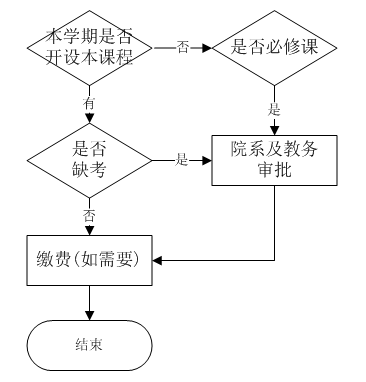 本学期是否
开设本课程
否
是否必修课
有
是
是否
缺考
是
院系及教务
审批
否
缴费(如需要)
结束